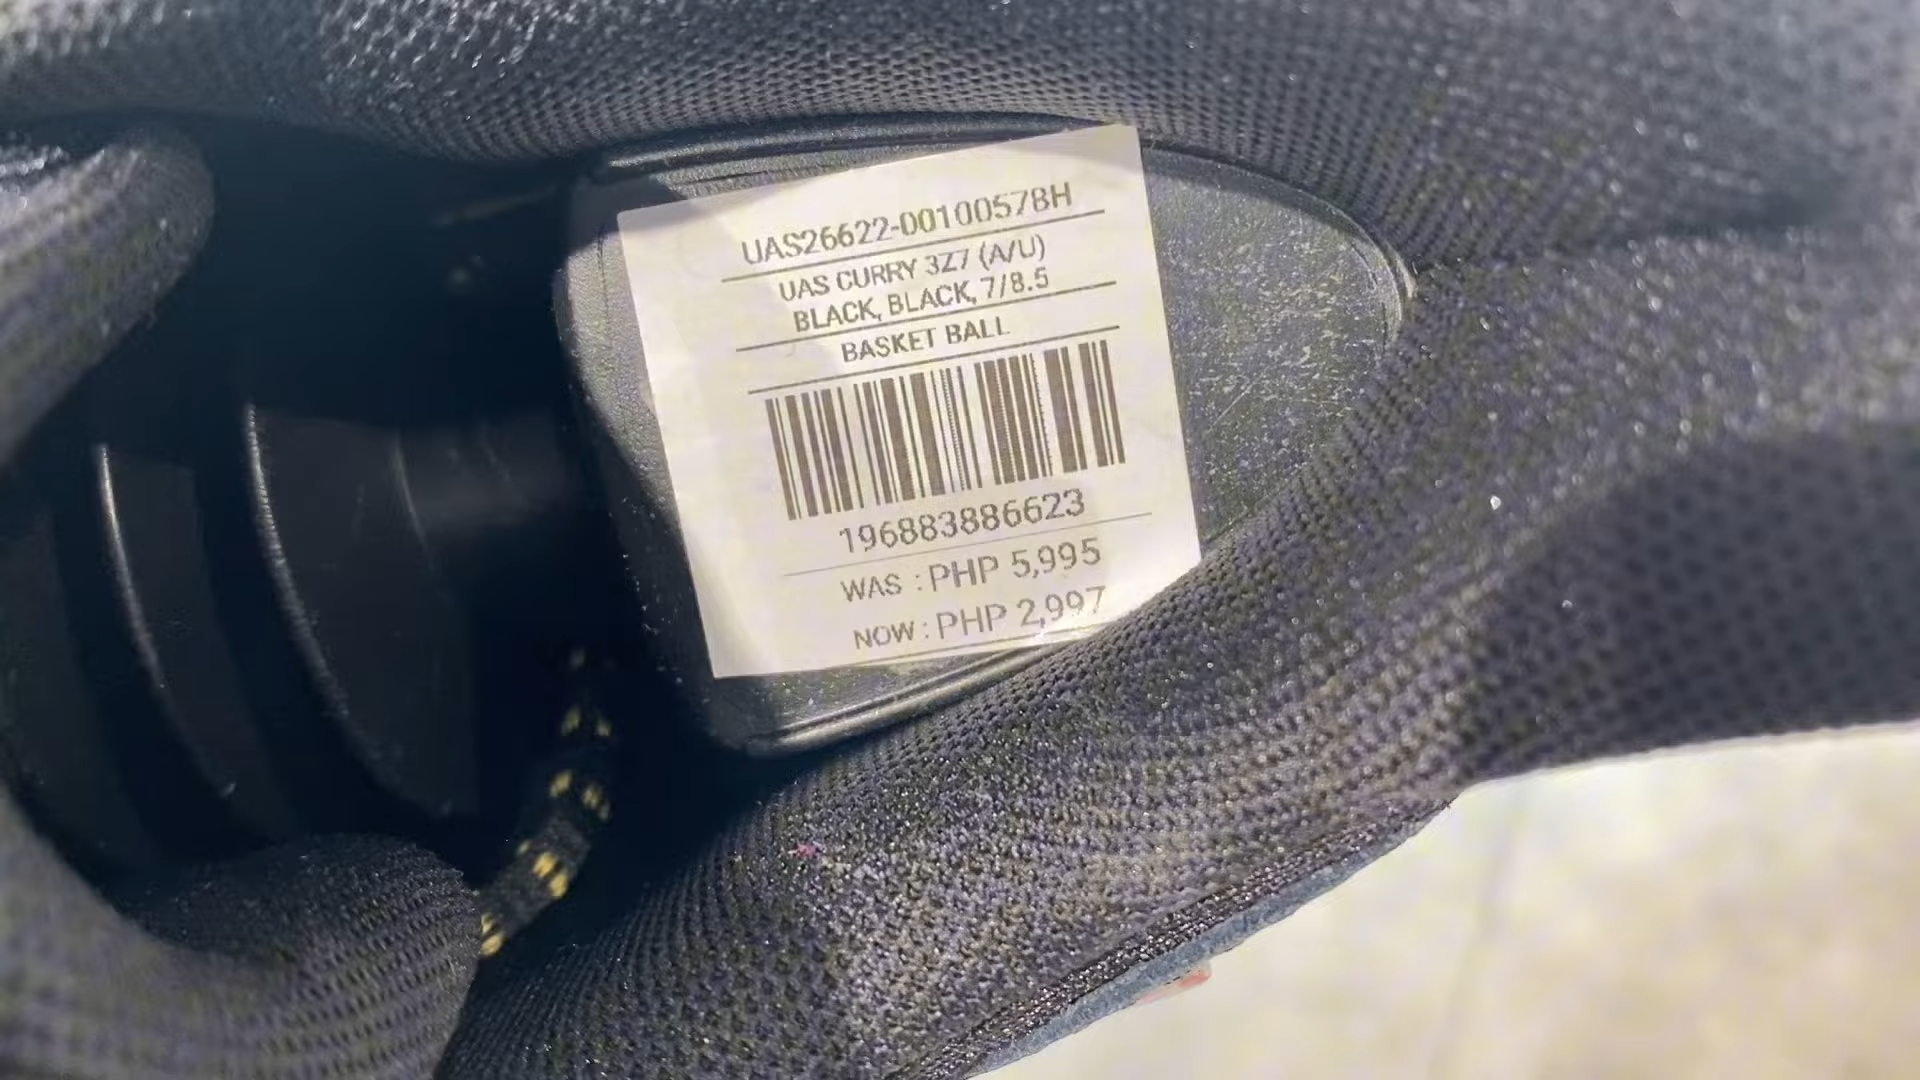 UAS26622-00100578H
UAS CURRY 3Z7 (A/U)
BLACK, BLACK, 7/8.5
BASKET BALL
196883886623
WAS : PHP 5,995
NOW : PHP 2,997